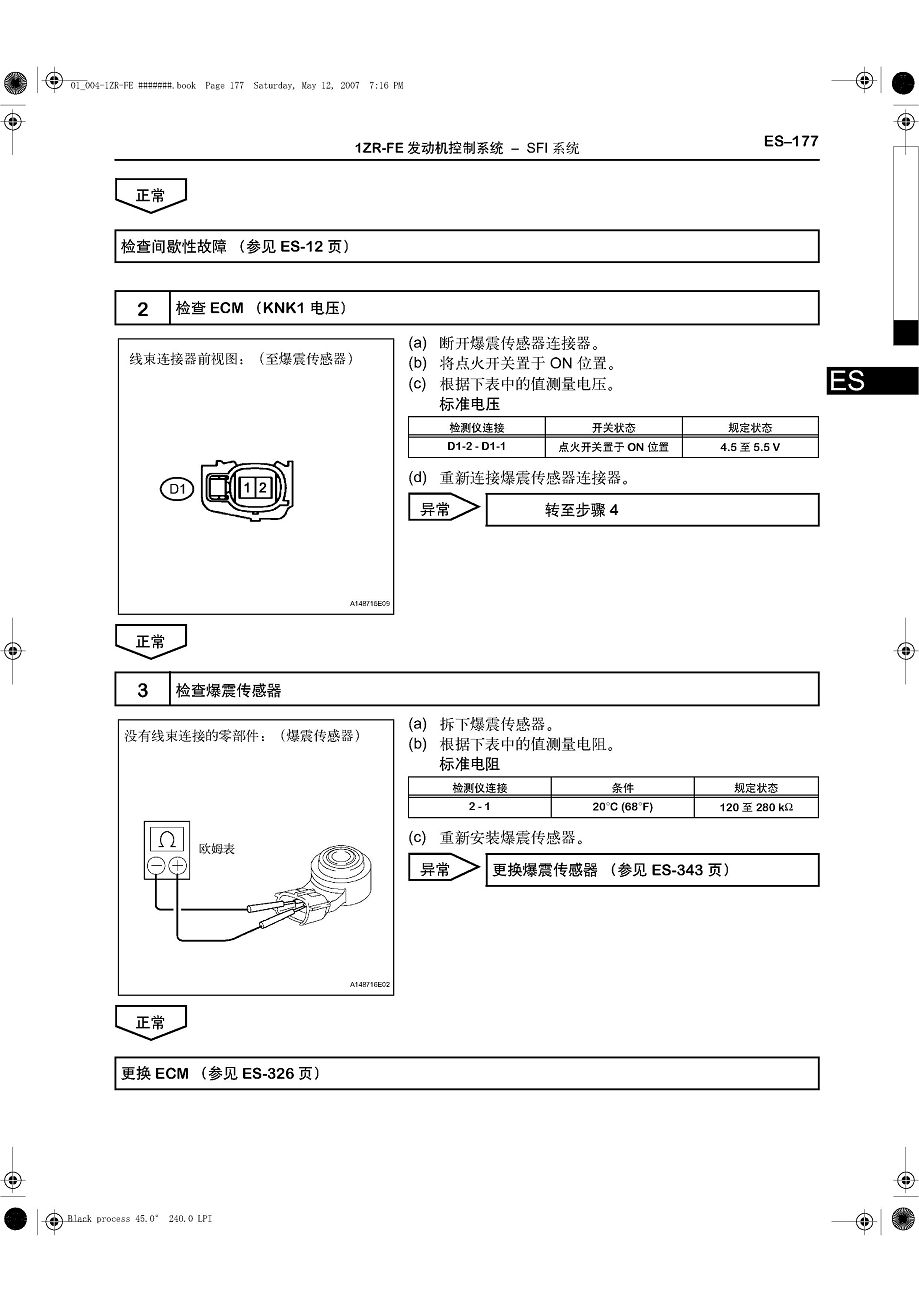 01_004-1ZR-FE #######.book Page 177 Saturday, May 12, 2007 7:16 PM
1ZR-FE 发动机控制系统 – SFI 系统
ES–177
正常
检查间歇性故障 （参见 ES-12 页）
2 检查 ECM （KNK1 电压）
线束连接器前视图：（至爆震传感器）
D1
1 2
A148716E09
(a) 断开爆震传感器连接器。
(b) 将点火开关置于 ON 位置。
(c) 根据下表中的值测量电压。
标准电压
检测仪连接 开关状态 规定状态
D1-2 - D1-1 点火开关置于 ON 位置 4.5 至 5.5 V
(d) 重新连接爆震传感器连接器。
异常 转至步骤 4
ES
正常
3 检查爆震传感器
没有线束连接的零部件：（爆震传感器）
Ω
欧姆表
− +
A148716E02
(a) 拆下爆震传感器。
(b) 根据下表中的值测量电阻。
标准电阻
检测仪连接 条件 规定状态
2 - 1 20°C (68°F) 120 至 280 kΩ
(c) 重新安装爆震传感器。
异常 更换爆震传感器 （参见 ES-343 页）
正常
更换 ECM （参见 ES-326 页）
Black process 45.0° 240.0 LPI